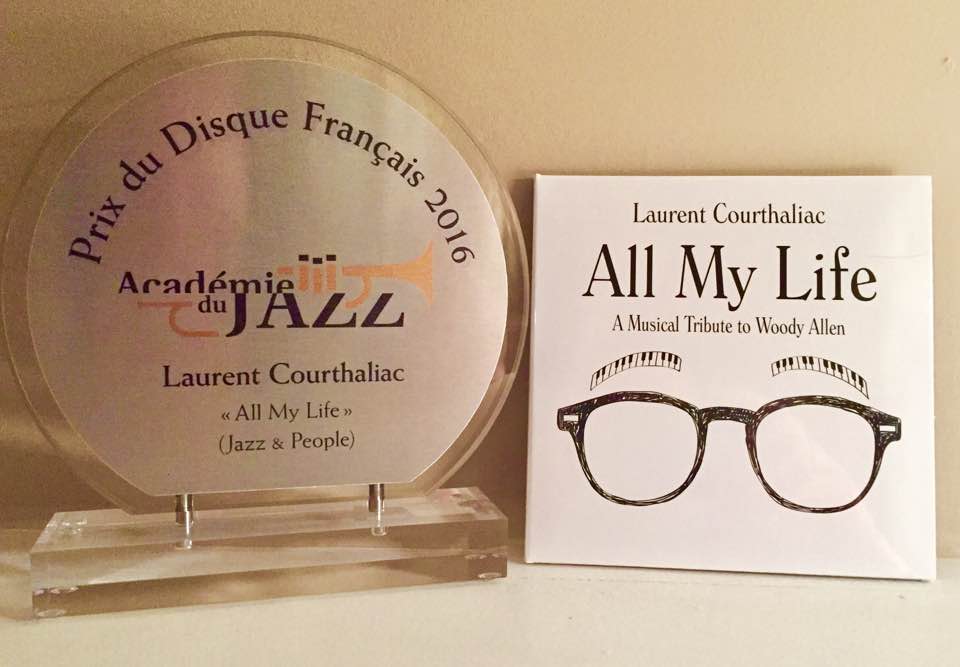 Prix du Disque Français 2016
Académie
du JAZZ
Laurent Courthaliac
« All My Life »
(Jazz & People)
Laurent Courthaliac
All My Life
A Musical Tribute to Woody Allen